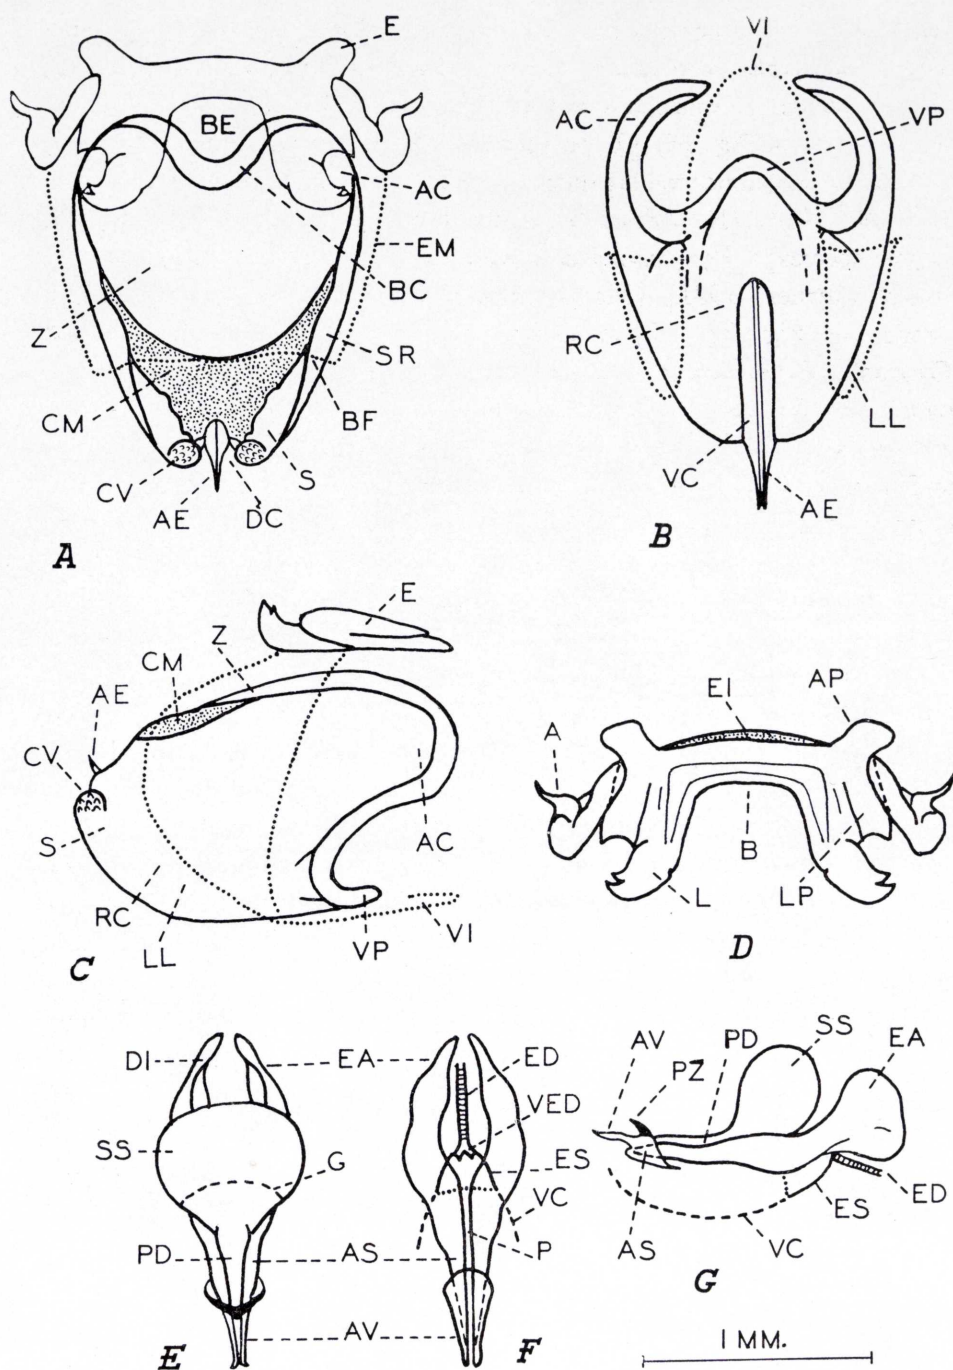 E
BE
AC
EM
BC
Z
SR
CM
BF
CV
S
AE
DC
A
VI
AC
VP
RC
LL
VC
AE
B
E
Z
CM
AE
CV
S
AC
RC
LL
VP
VI
C
EI
AP
A
B
L
LP
D
DI
EA
SS
G
PD
AS
AV
E
ED
VED
ES
VC
P
F
SS
EA
PD
AV
PZ
ED
ES
AS
VC
G
1 MM.